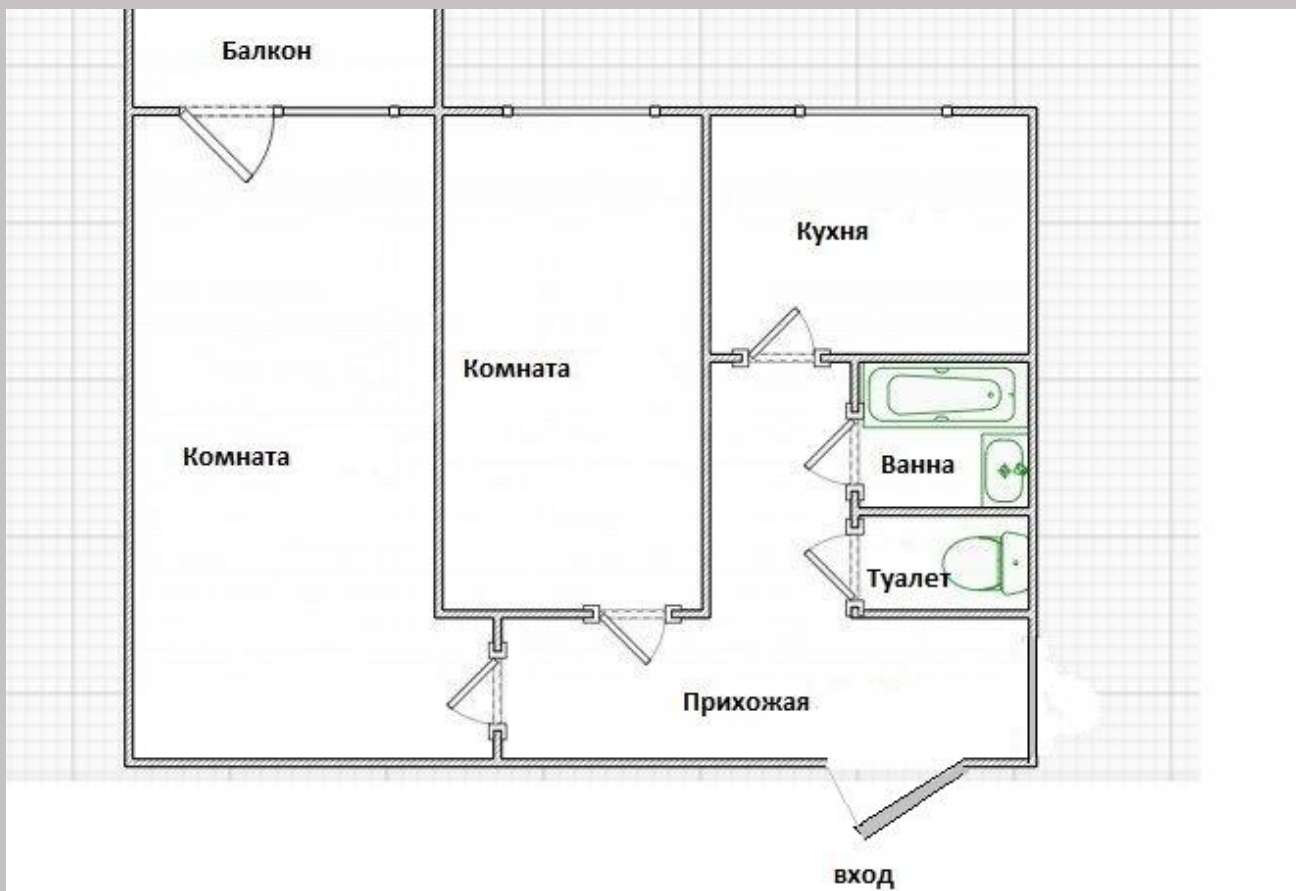 Балкон
Кухня
Комната
Комната
Ванна
Туалет
Прихожая
вход